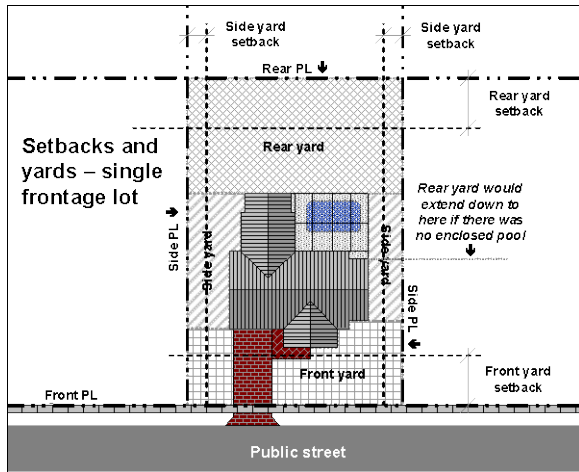 Side yard
setback
Side yard
setback
Rear PL
Rear yard
setback
Setbacks and
yards – single
frontage lot
Rear yard
Rear yard would
extend down to
here if there was
no enclosed pool
Side PL
Side yard
Side yard
Side PL
Front yard
Front yard
setback
Front PL
Public street